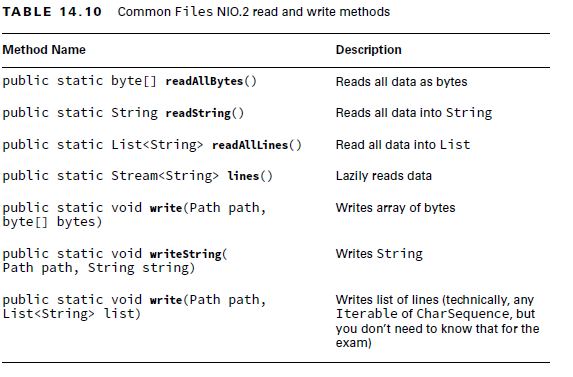 TABLE 14.10 Common Files NIO.2 read and write methods
Method Name Description
public static byte[] readAllBytes() Reads all data as bytes
public static String readString() Reads all data into String
public static List<String> readAllLines() Read all data into List
public static Stream<String> lines() Lazily reads data
public static void write(Path path, Writes array of bytes
byte[] bytes)
public static void writeString( Writes String
Path path, String string)
public static void write(Path path, Writes list of lines (technically, any
List<String> list) Iterable of CharSequence, but
you don't need to know that for the
exam)